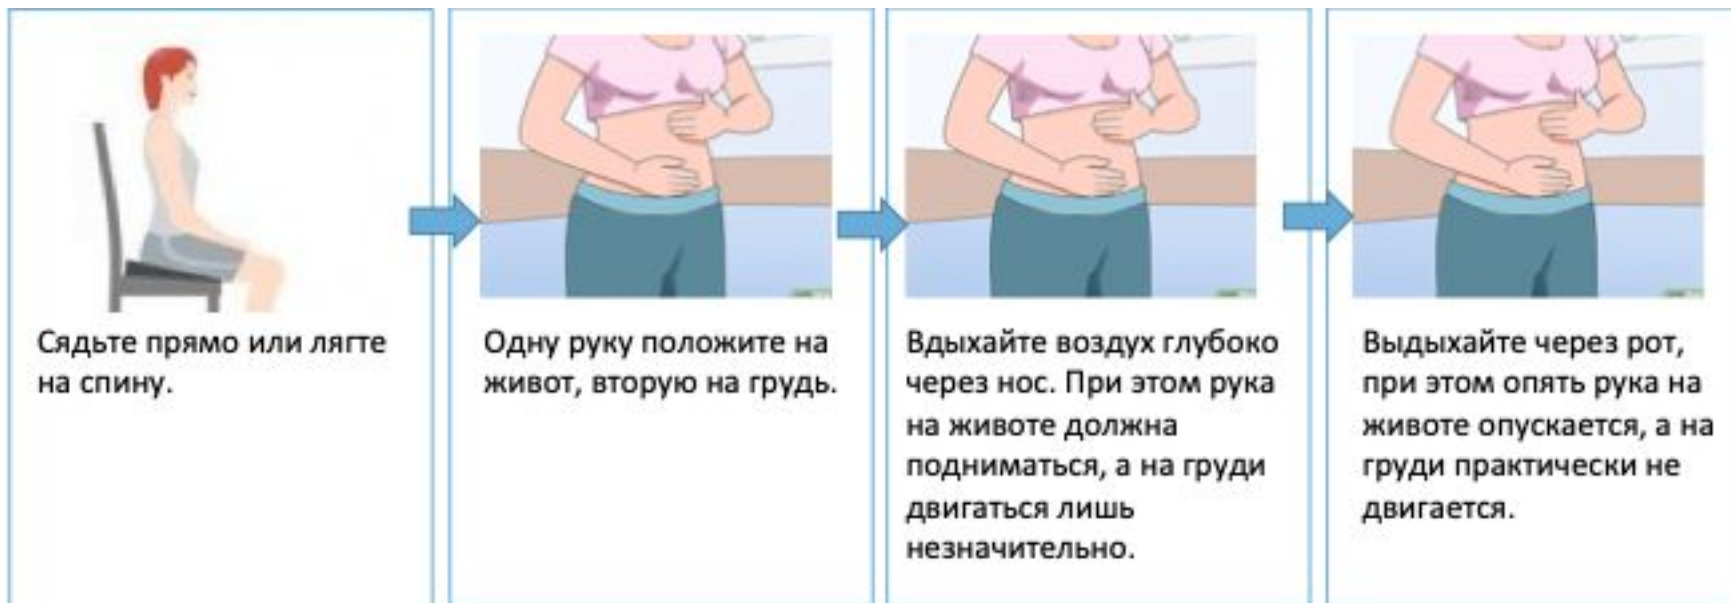 Сядьте прямо или лягте
на спину.
Одну руку положите на
живот, вторую на грудь.
Вдыхайте воздух глубоко
через нос. При этом рука
на животе должна
подниматься, а на груди
двигаться лишь
незначительно.
Выдыхайте через рот,
при этом опять рука на
животе опускается, а на
груди практически не
двигается.